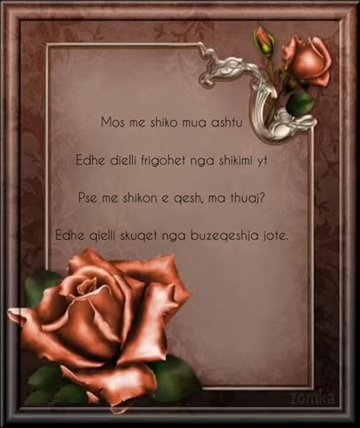 Mos me shiko mua ashtu
Edhe dielli frigohet nga shikimi yt
Pse me shikon e qesh, ma thuaj?
Edhe qielli skuqet nga buzeqeshja jote.
zomka